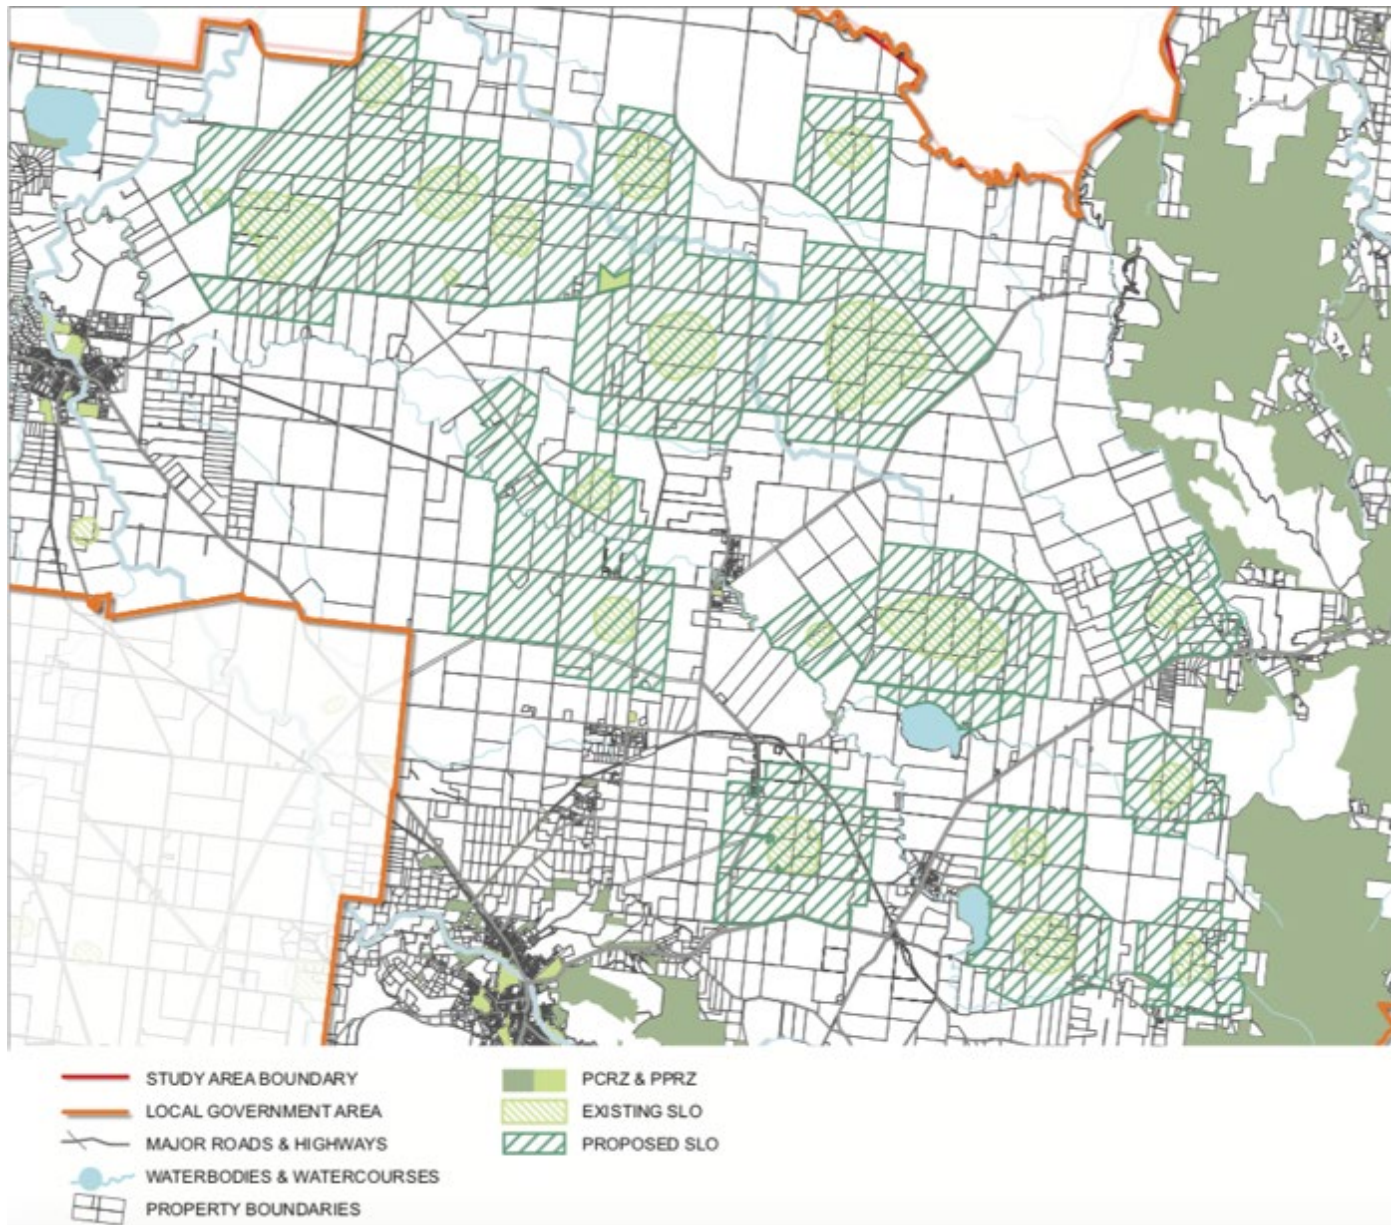 STUDY AREA BOUNDARY
LOCAL GOVERNMENT AREA
MAJOR ROADS & HIGHWAYS
WATERBODIES & WATERCOURSES
PROPERTY BOUNDARIES
PCRZ & PPRZ
EXISTING SLO
PROPOSED SLO